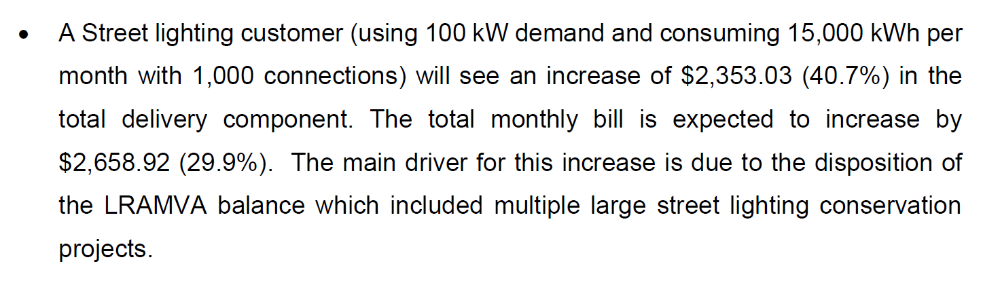 • A Street lighting customer (using 100 kW demand and consuming 15,000 kWh per
month with 1,000 connections) will see an increase of $2,353.03 (40.7%) in the
total delivery component. The total monthly bill is expected to increase by
$2,658.92 (29.9%).  The main driver for this increase is due to the disposition of
the LRAMVA balance which included multiple large street lighting conservation
projects.